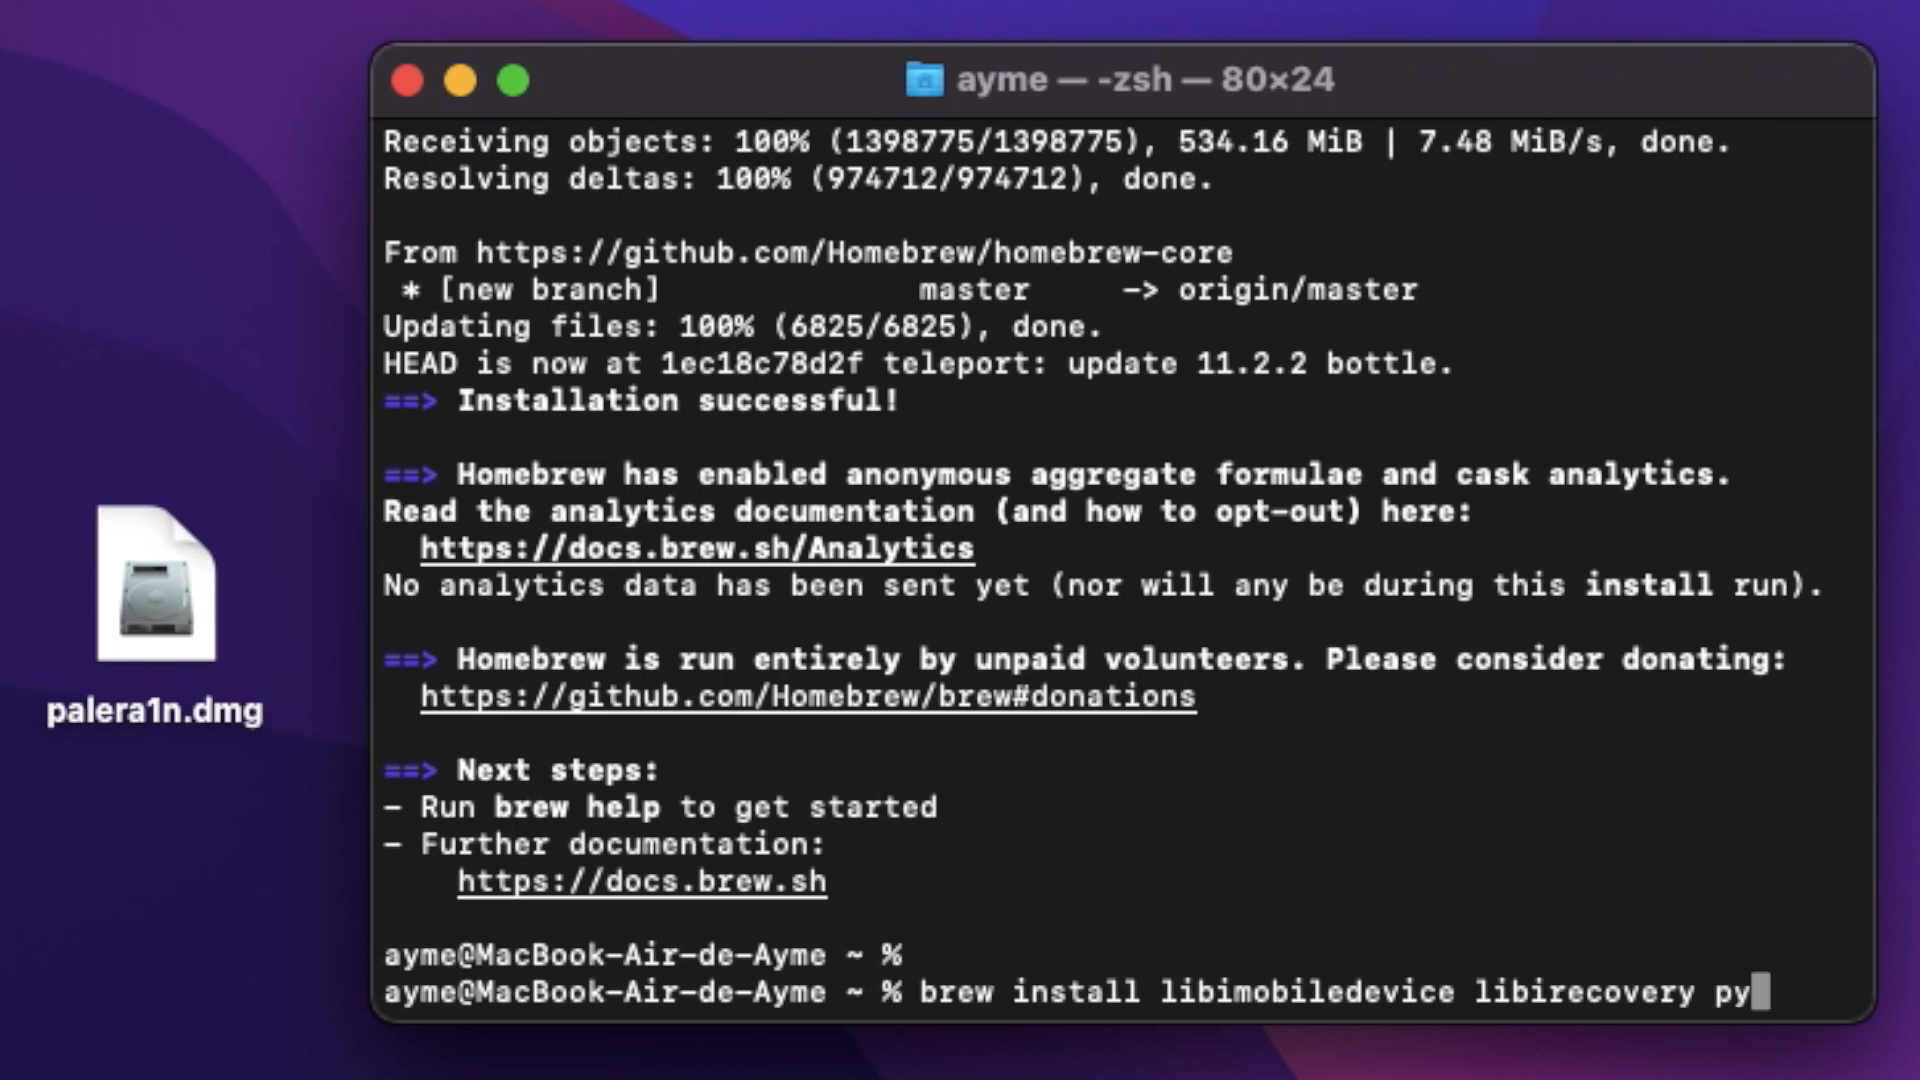 ayme — -zsh — 80×24
Receiving objects: 100% (1398775/1398775), 534.16 MiB | 7.48 MiB/s, done.
Resolving deltas: 100% (974712/974712), done.
From https://github.com/Homebrew/homebrew-core
* [new branch] master -> origin/master
Updating files: 100% (6825/6825), done.
HEAD is now at 1ec18c78d2f teleport: update 11.2.2 bottle.
==> Installation successful!
==> Homebrew has enabled anonymous aggregate formulae and cask analytics.
Read the analytics documentation (and how to opt-out) here:
https://docs.brew.sh/Analytics
No analytics data has been sent yet (nor will any be during this install run).
==> Homebrew is run entirely by unpaid volunteers. Please consider donating:
https://github.com/Homebrew/brew#donations
==> Next steps:
- Run brew help to get started
- Further documentation:
https://docs.brew.sh
ayme@MacBook-Air-de-Ayme ~ %
ayme@MacBook-Air-de-Ayme ~ % brew install libimobiledevice libirecovery py
palera1n.dmg